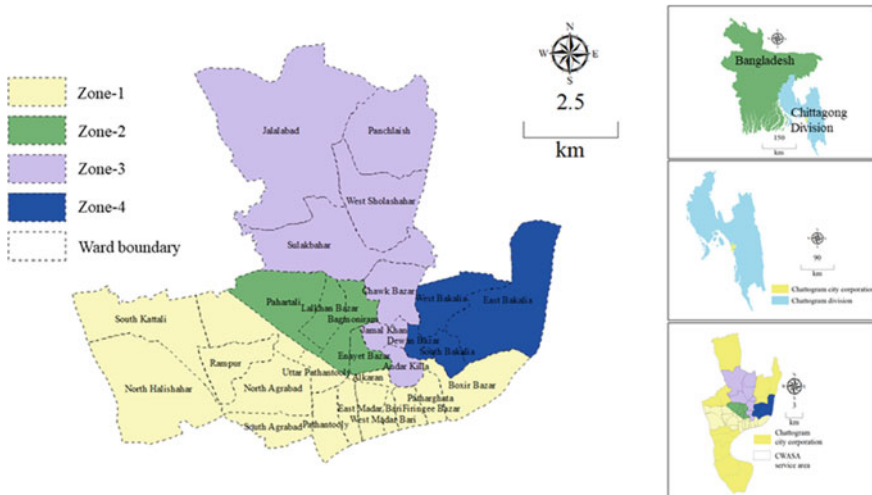 Zone-1
Zone-2
Zone-3
Zone-4
Ward boundary
N
W E
S
2.5
km
Jalalabad
Panchlaish
West Sholashahar
Sulakbahar
Chawk Bazar
West Bakalia
East Bakalia
Pahartali
Lalkhan Bazar
Bagmoniram
Jamal Khan
Dewan Bazar
South Bakalia
South Kattali
Enayet Bazar
Andar Killa
Rampur
Uttar Pathantooly
Alkaran
Boxir Bazar
North Halishahar
North Agrabad
Patharghata
East Madar Bari
Firingee Bazar
South Agrabad
Pathantooly
West Madar Bari
Bangladesh
Chittagong
Division
150
km
90
km
Chattogram city corporation
Chattogram division
3
km
Chattogram
city corporation
CWASA
service area